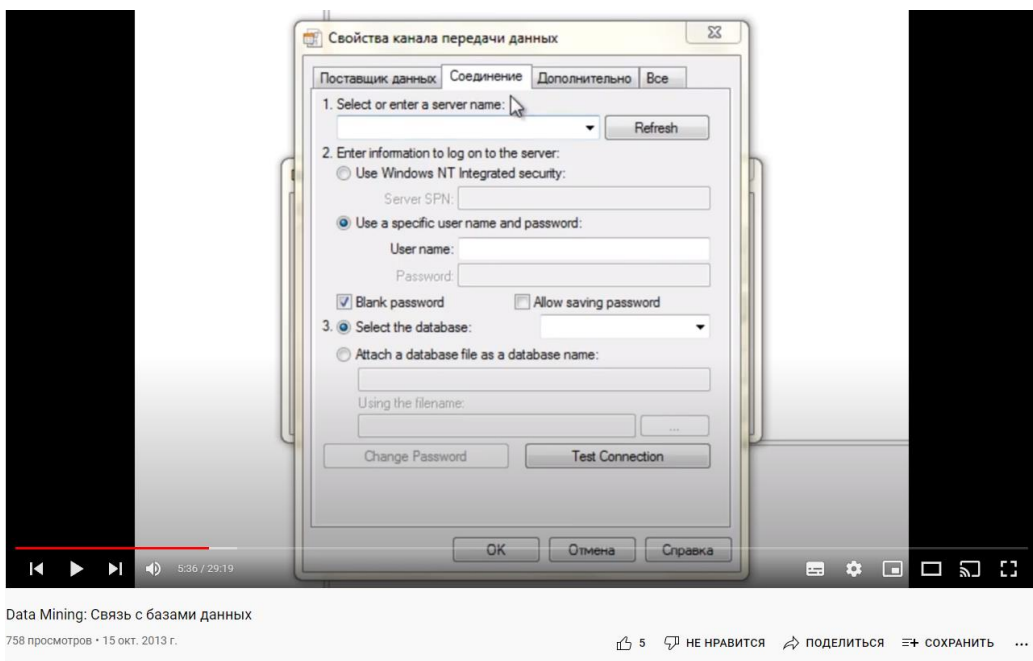 Свойства канала передачи данных
Поставщик данных Соединение Дополнительно Все
1. Select or enter a server name:
Refresh
2. Enter information to log on to the server:
Use Windows NT Integrated security:
Server SPN:
Use a specific user name and password:
User name:
Password:
Blank password Allow saving password
3. Select the database:
Attach a database file as a database name:
Using the filename:
...
Change Password Test Connection
OK Отмена Справка
5:36 / 29:19
Data Mining: Связь с базами данных
758 просмотров • 15 окт. 2013 г.
5 НЕ НРАВИТСЯ ПОДЕЛИТЬСЯ СОХРАНИТЬ ...